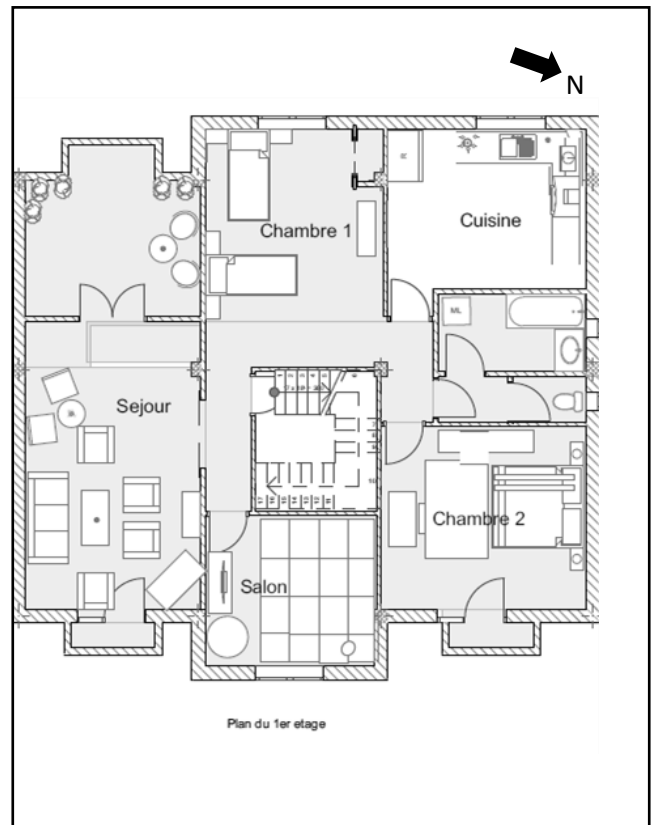 N
R
Chambre 1
Cuisine
ML
Sejour
Chambre 2
Salon
Plan du 1er etage